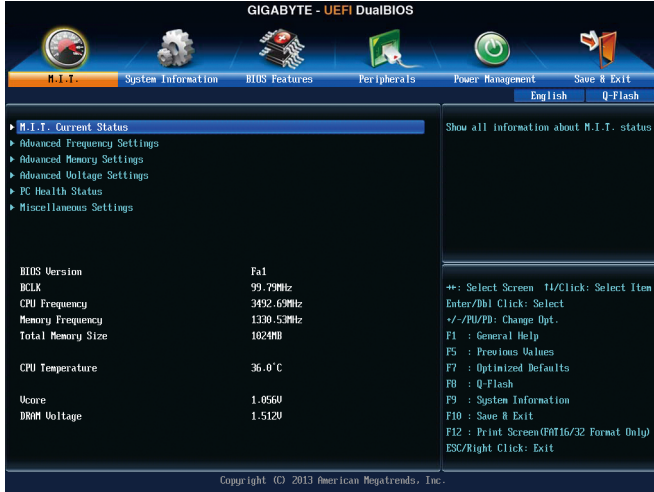 GIGABYTE - UEFI DualBIOS
M.I.T. System Information BIOS Features Peripherals Power Management Save & Exit
English Q-Flash
M.I.T. Current Status
Advanced Frequency Settings
Advanced Memory Settings
Advanced Voltage Settings
PC Health Status
Miscellaneous Settings
Show all information about M.I.T. status
BIOS Version Fa1
BCLK 99.79MHz
CPU Frequency 3492.69MHz
Memory Frequency 1330.53MHz
Total Memory Size 1024MB
CPU Temperature 36.0°C
Vcore 1.056V
DRAM Voltage 1.512V
→←: Select Screen ↑↓/Click: Select Item
Enter/Dbl Click: Select
+/-/PU/PD: Change Opt.
F1 : General Help
F5 : Previous Values
F7 : Optimized Defaults
F8 : Q-Flash
F9 : System Information
F10 : Save & Exit
F12 : Print Screen(FAT16/32 Format Only)
ESC/Right Click: Exit
Copyright (C) 2013 American Megatrends, Inc.